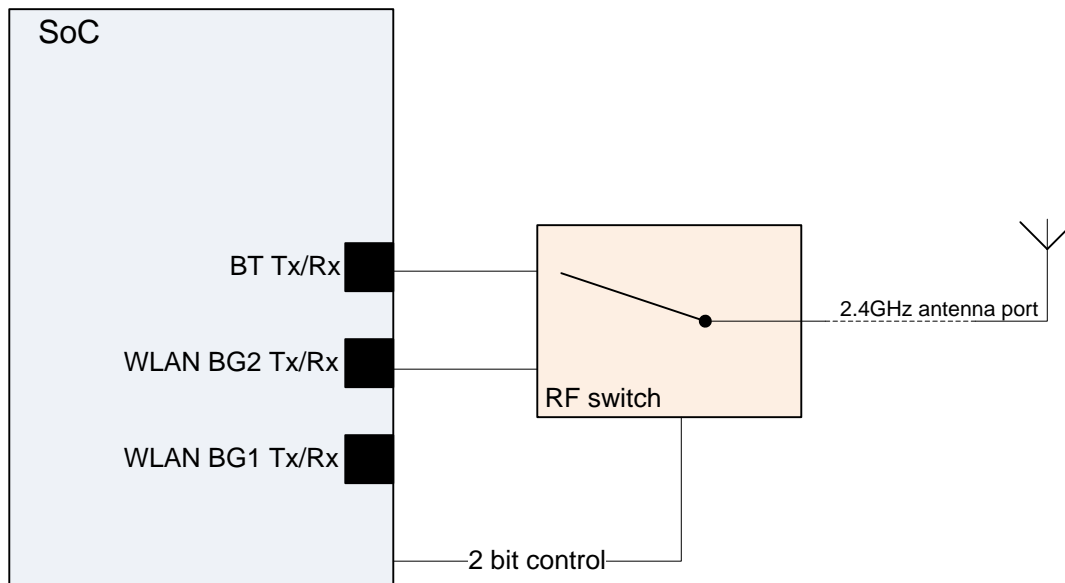 SoC
BT Tx/Rx
2.4GHz antenna port
WLAN BG2 Tx/Rx
RF switch
WLAN BG1 Tx/Rx
2 bit control